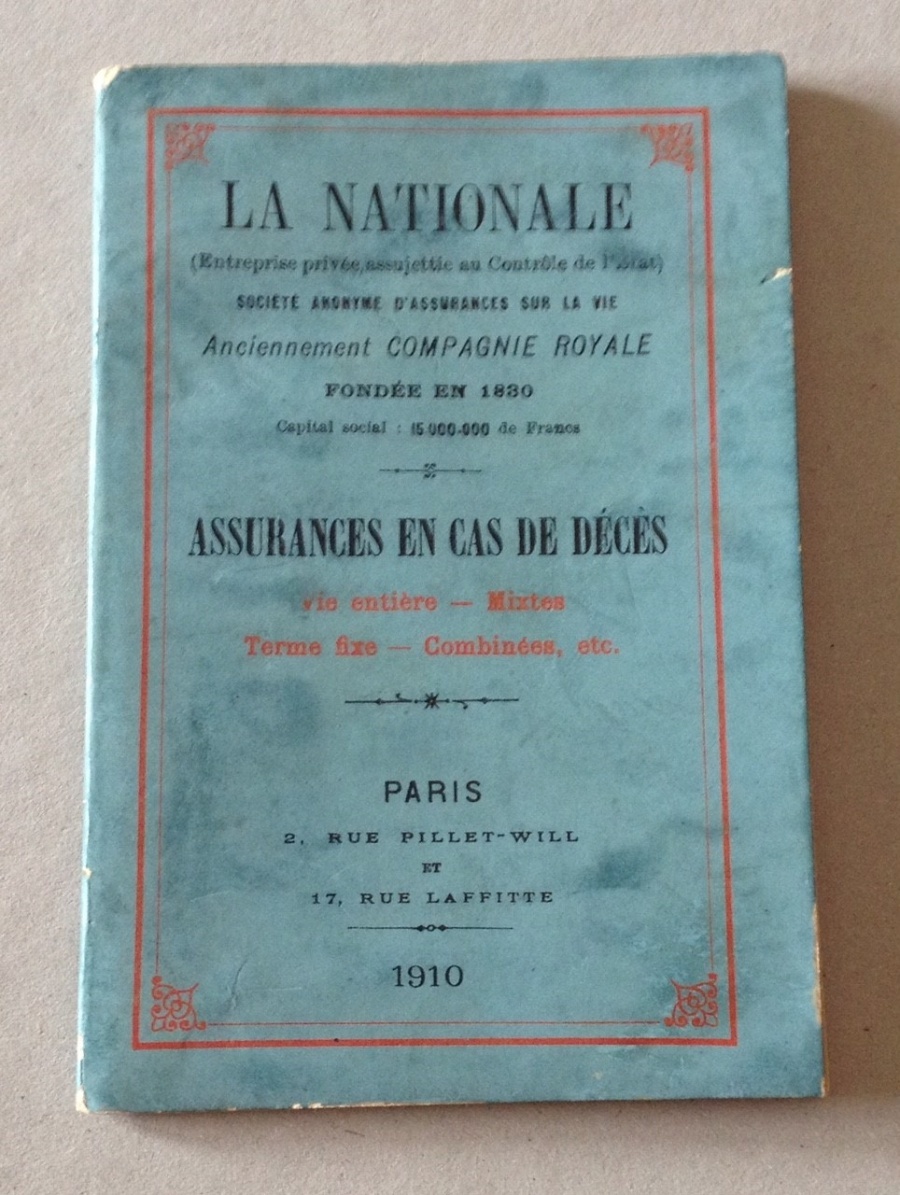 LA NATIONALE
(Entreprise privée, assujettie au Contrôle de l'État)
SOCIÉTÉ ANONYME D'ASSURANCES SUR LA VIE
Anciennement COMPAGNIE ROYALE
FONDÉE EN 1830
Capital social : 15.000.000 de Francs
ASSURANCES EN CAS DE DÉCÈS
Vie entière — Mixtes
Terme fixe — Combinées, etc.
PARIS
2, RUE PILLET-WILL
ET
17, RUE LAFFITTE
1910